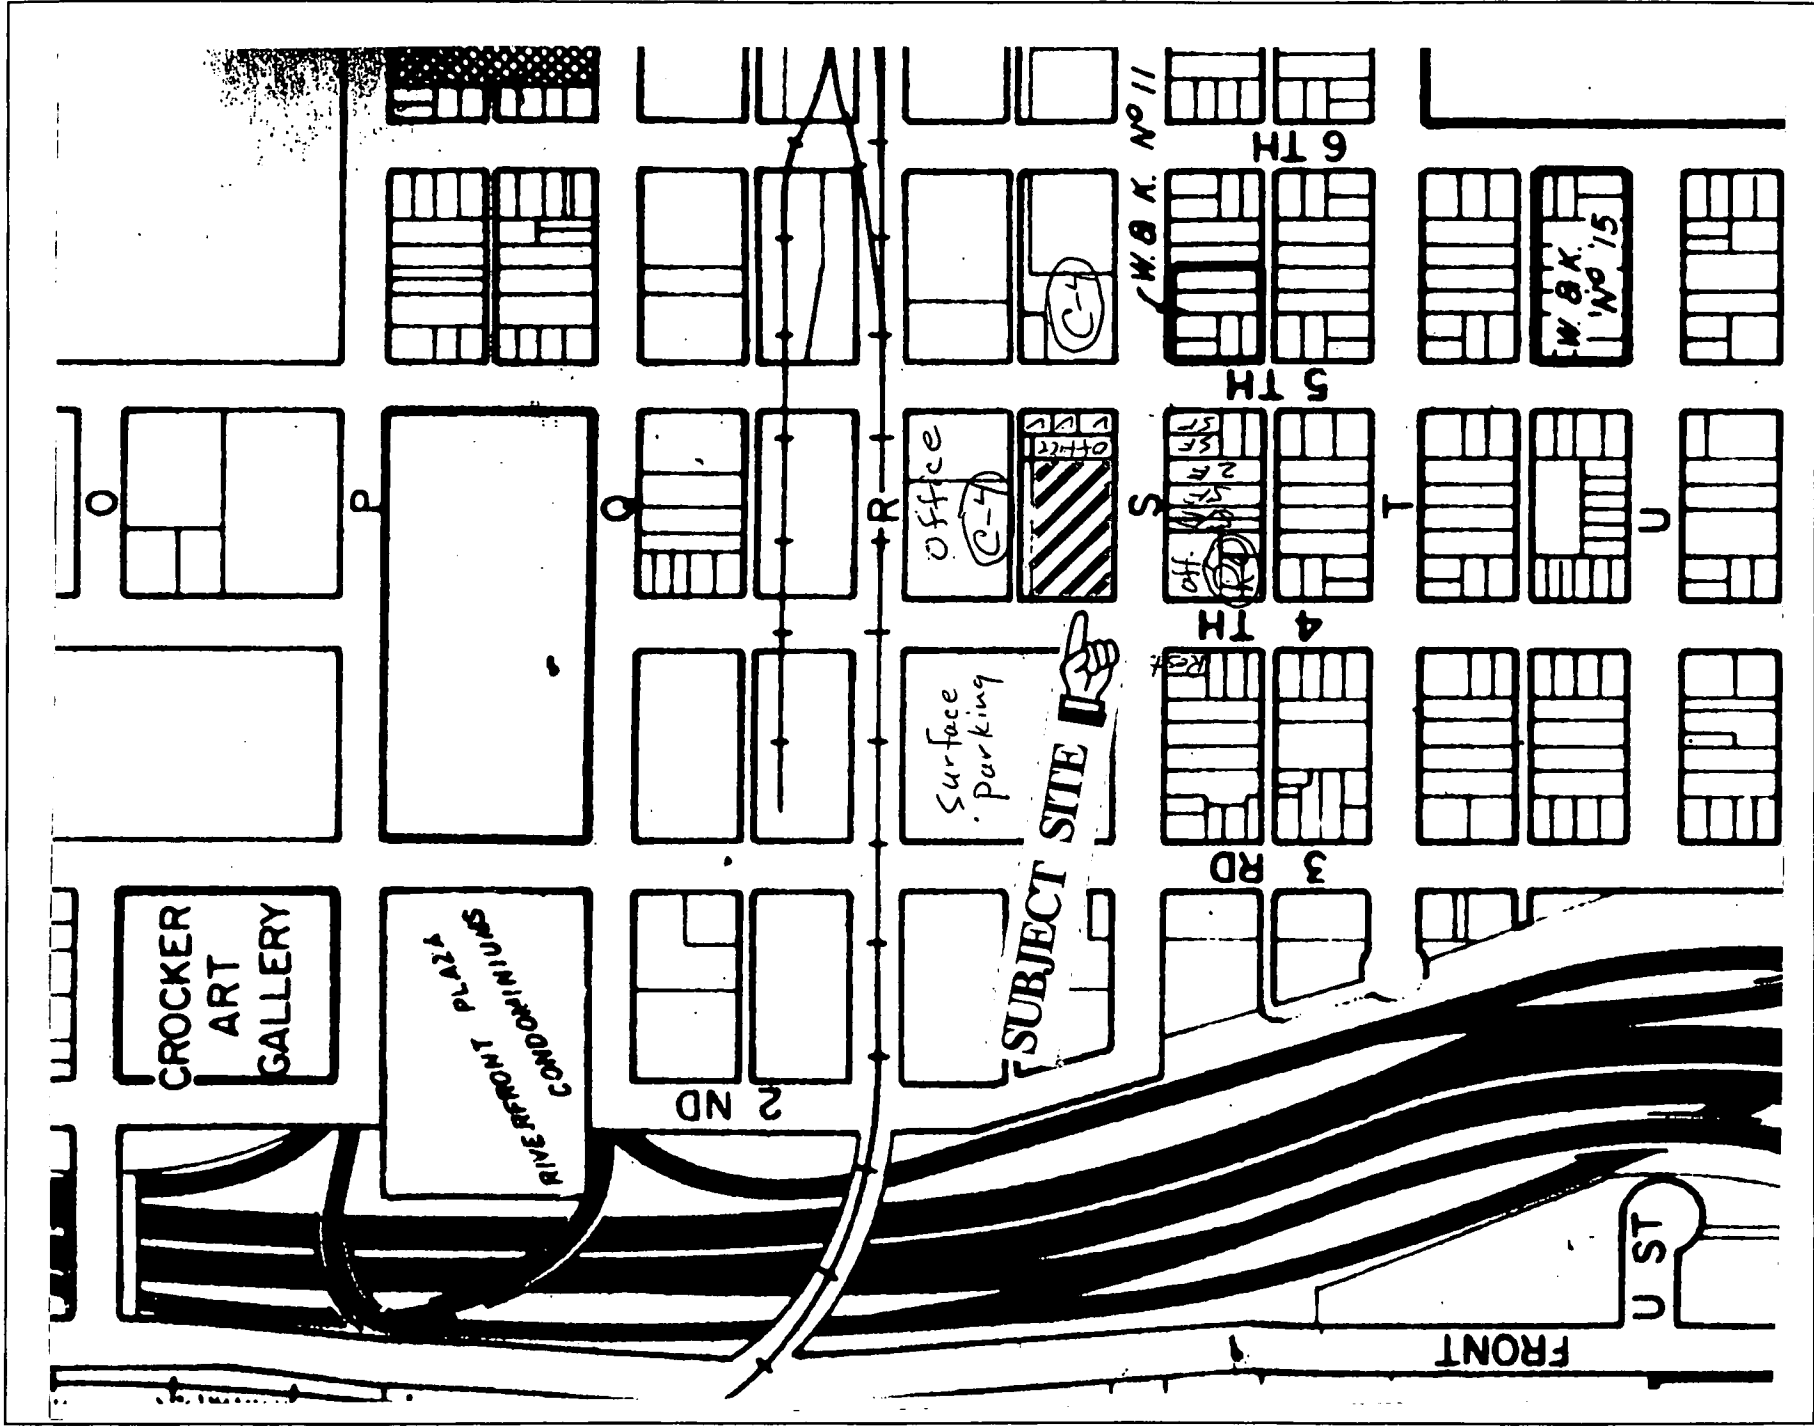 W. & K. Nº 11
6 TH
C-4
W. & K.
Nº 15
5 TH
V V V
office
Office
C-4
SF
SF
2 F
SF
Off.
O
P
Q
R
S
T
U
4 TH
Rest
Surface
Parking
SUBJECT SITE
3 RD
CROCKER
ART
GALLERY
RIVERFRONT PLAZA
CONDOMINIUMS
2 ND
U ST
FRONT